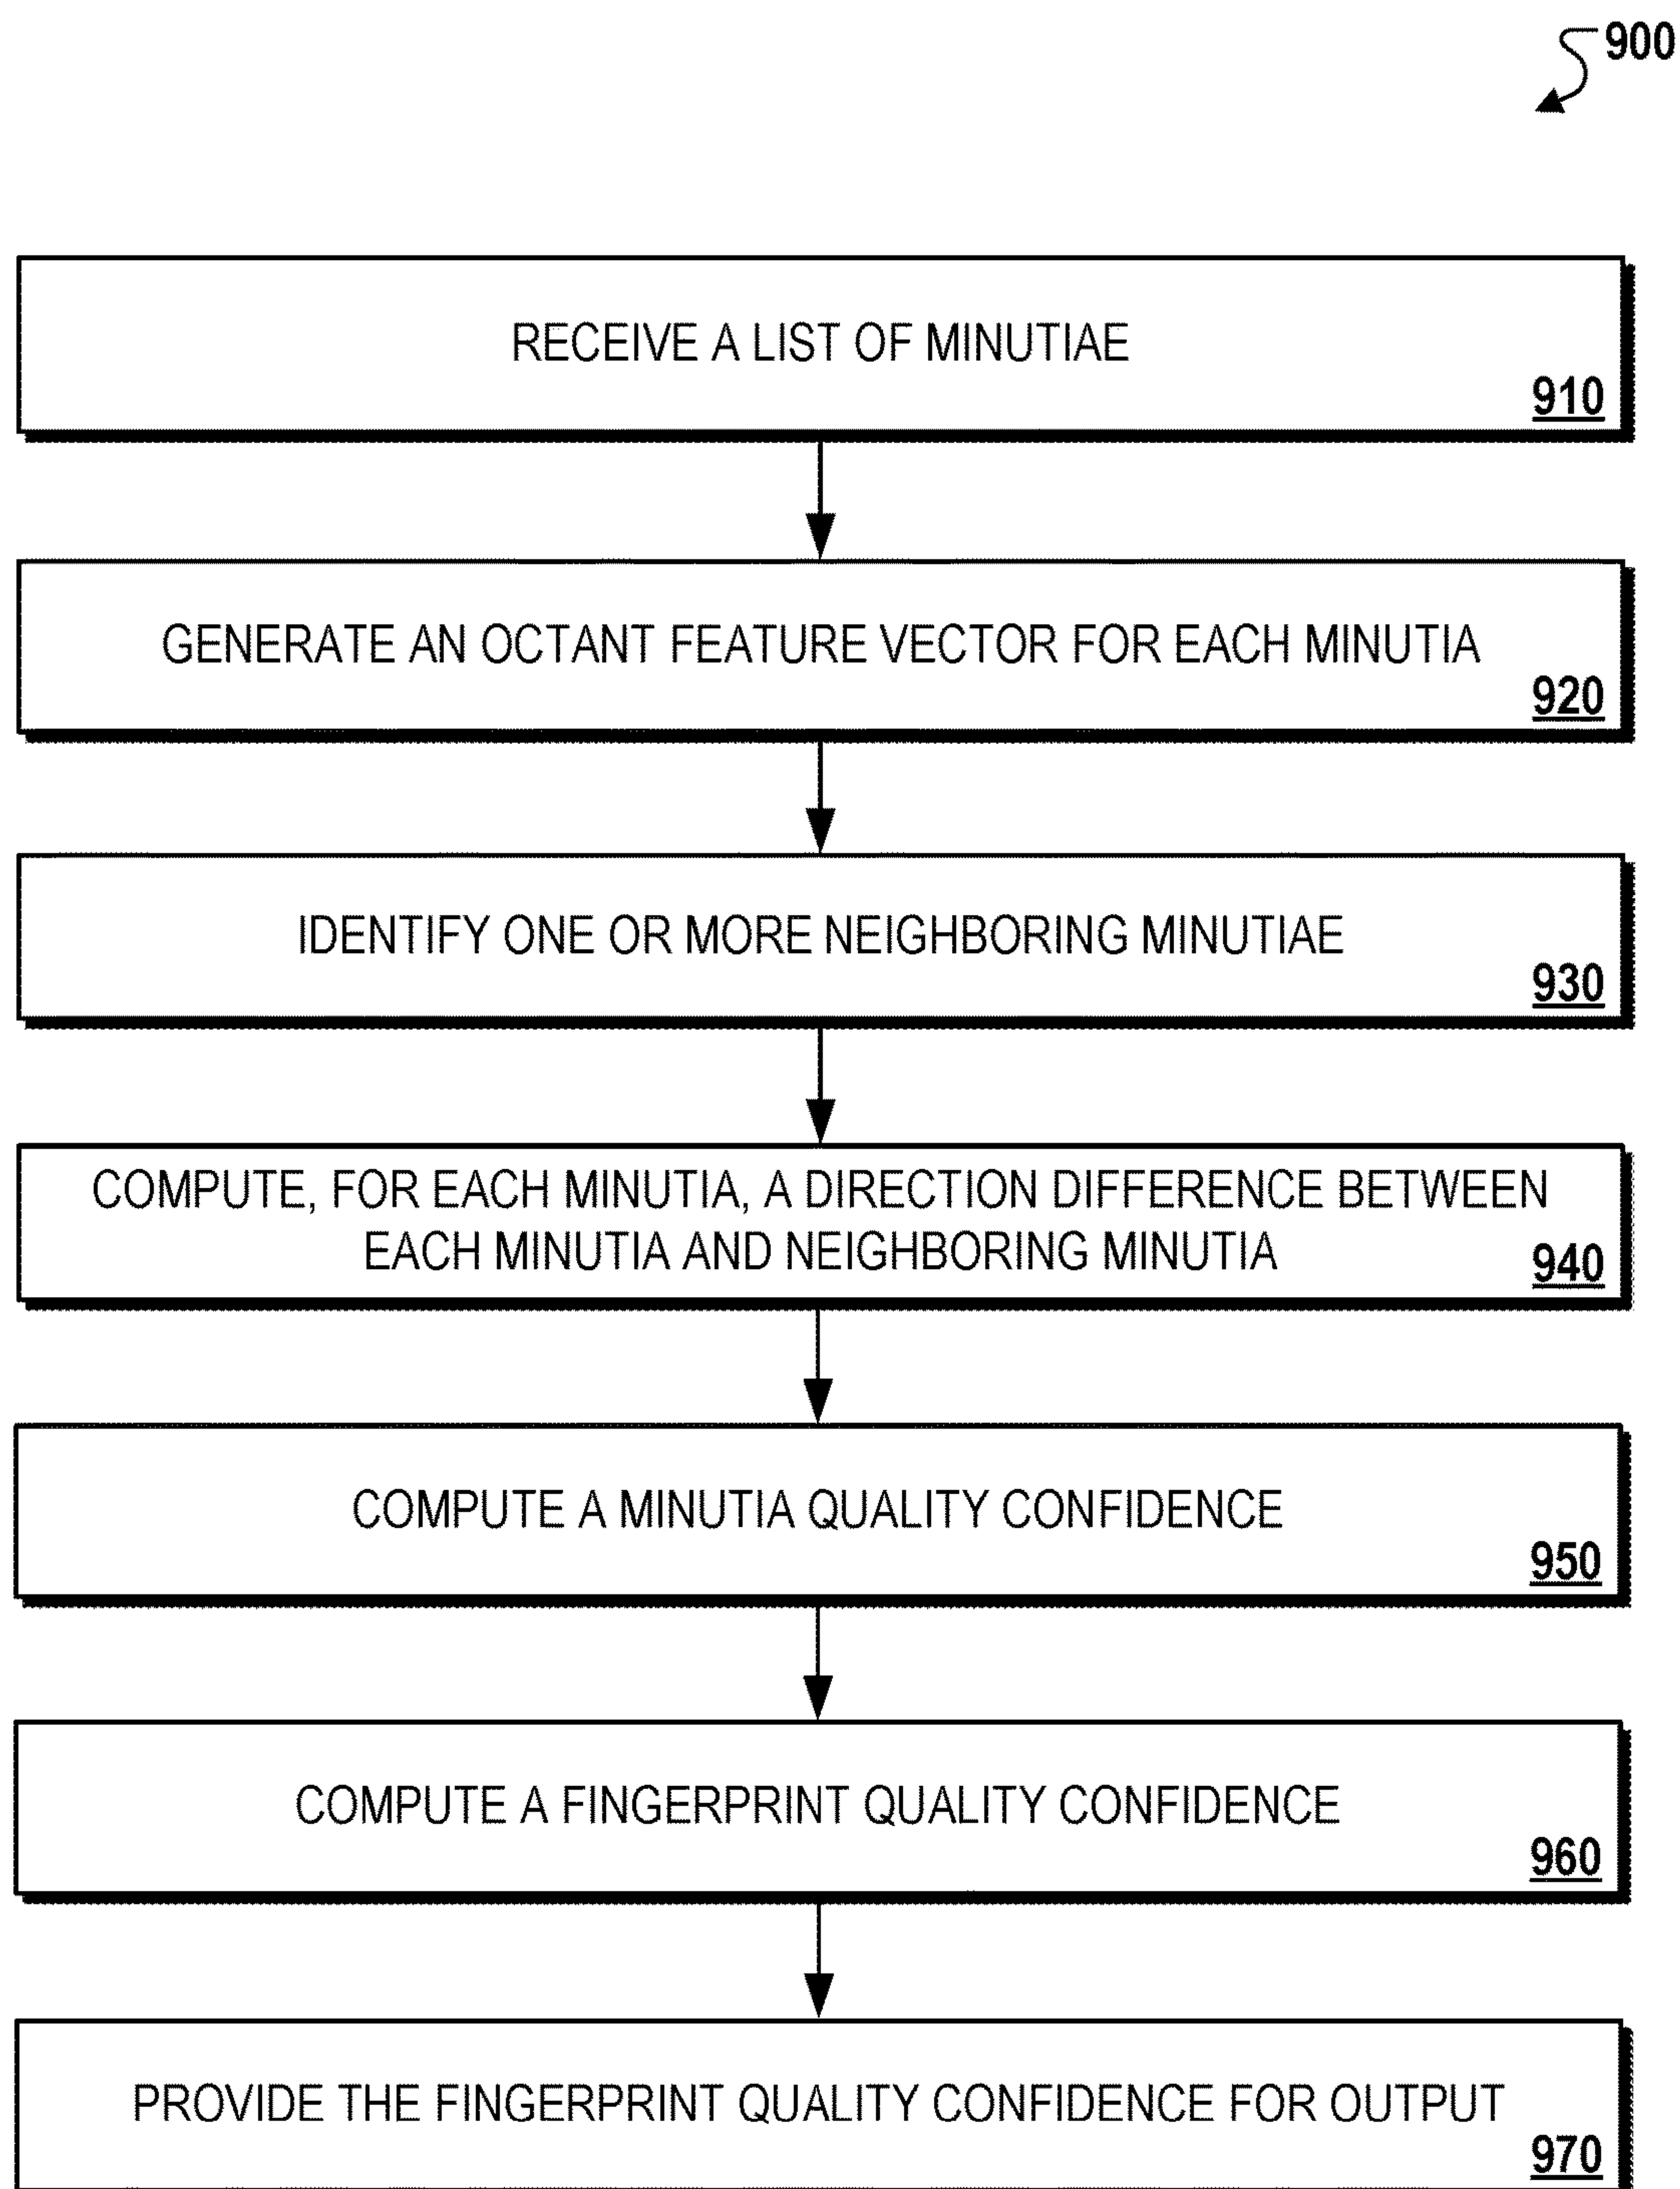 900
RECEIVE A LIST OF MINUTIAE
910
GENERATE AN OCTANT FEATURE VECTOR FOR EACH MINUTIA
920
IDENTIFY ONE OR MORE NEIGHBORING MINUTIAE
930
COMPUTE, FOR EACH MINUTIA, A DIRECTION DIFFERENCE BETWEEN
EACH MINUTIA AND NEIGHBORING MINUTIA
940
COMPUTE A MINUTIA QUALITY CONFIDENCE
950
COMPUTE A FINGERPRINT QUALITY CONFIDENCE
960
PROVIDE THE FINGERPRINT QUALITY CONFIDENCE FOR OUTPUT
970